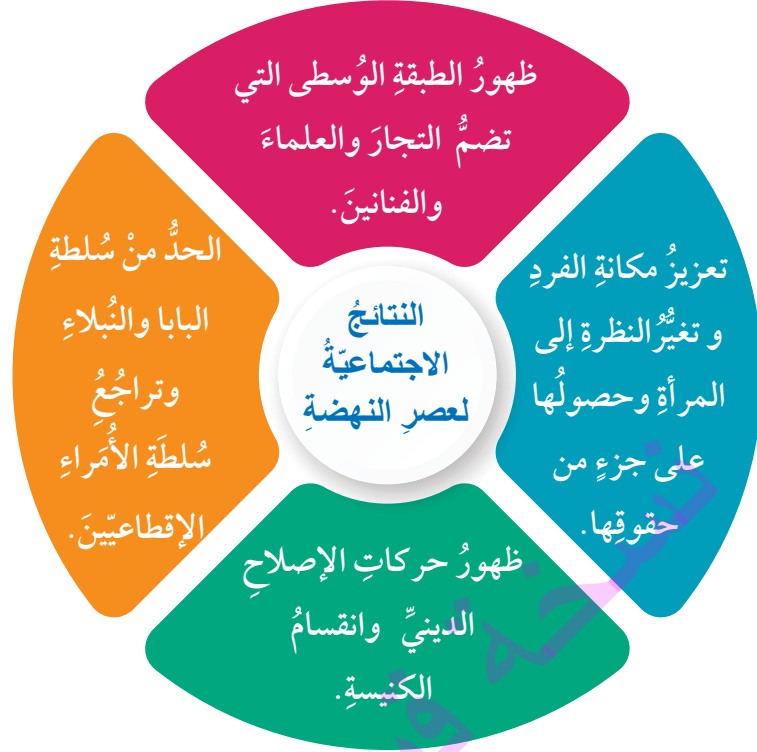 ظهورُ الطبقةِ الوُسطى التي
تضمُّ التجارَ والعلماءَ
والفنانينَ.
تعزيزُ مكانةِ الفردِ
و تغيُّرُ النظرةِ إلى
المرأةِ وحصولُها
على جزءٍ من
حقوقِها.
النتائجُ
الاجتماعيّةُ
لعصرِ النهضةِ
الحدُّ منْ سُلطةِ
البابا والنُبلاءِ
وتراجُعُ
سُلطَةِ الأُمَراءِ
الإقطاعيّينَ.
ظهورُ حركاتِ الإصلاحِ
الدينيِّ وانقسامُ
الكنيسةِ.
نسخة